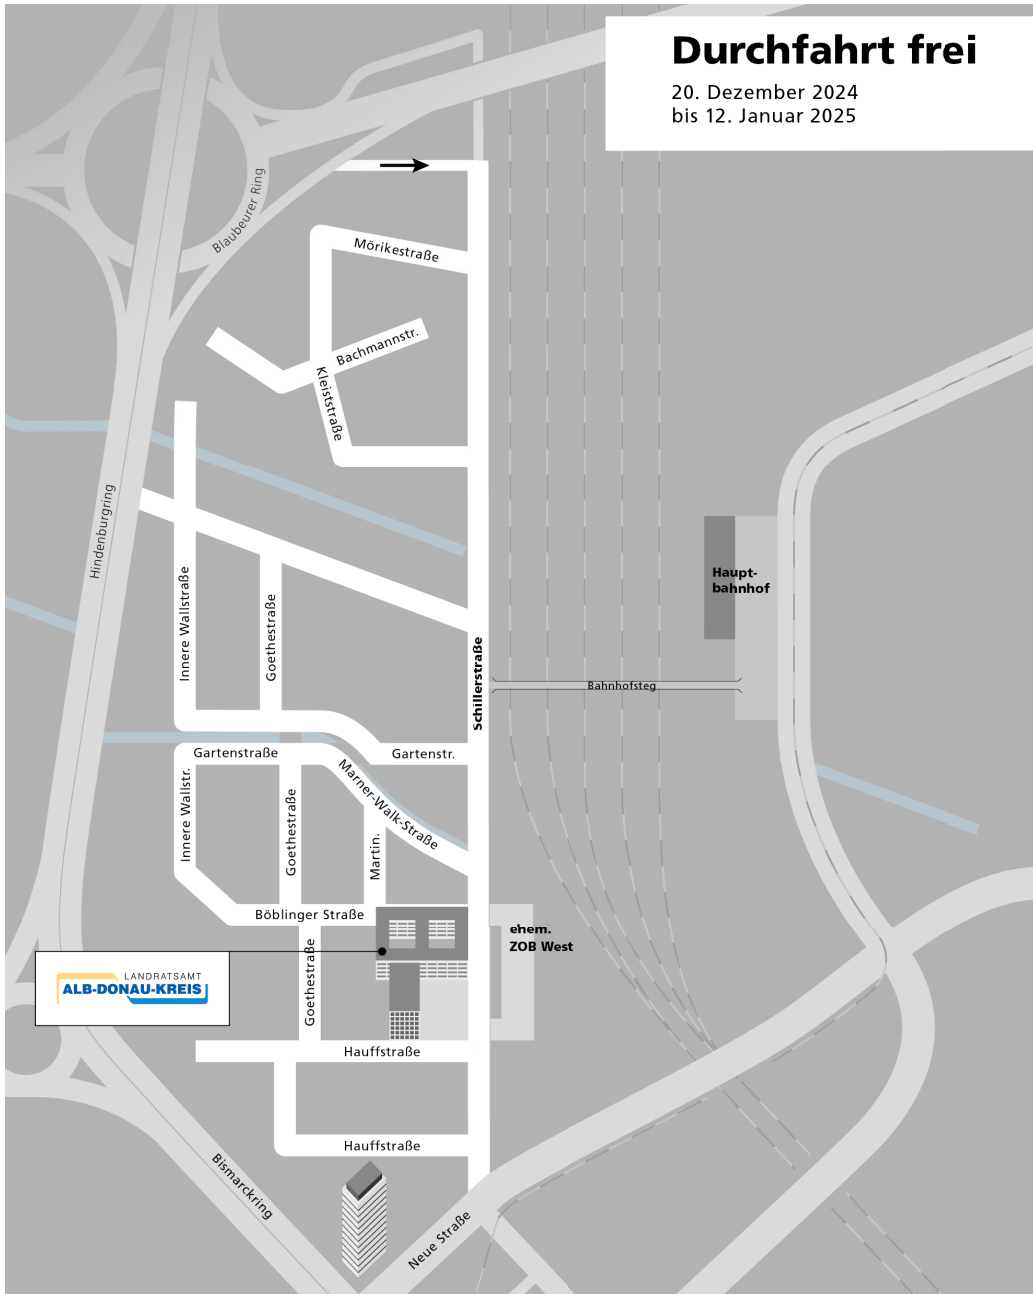 Durchfahrt frei
20. Dezember 2024
bis 12. Januar 2025
Blaubeurer Ring
Mörikestraße
Bachmannstr.
Kleiststraße
Hindenburgring
Innere Wallstraße
Goethestraße
Schillerstraße
Haupt-
bahnhof
Bahnhofsteg
Gartenstraße
Gartenstr.
Innere Wallstr.
Goethestraße
Marner-Walk-Straße
Martin.
Böblinger Straße
ehem.
ZOB West
Goethestraße
LANDRATSAMT
ALB-DONAU-KREIS
Hauffstraße
Hauffstraße
Bismarckring
Neue Straße